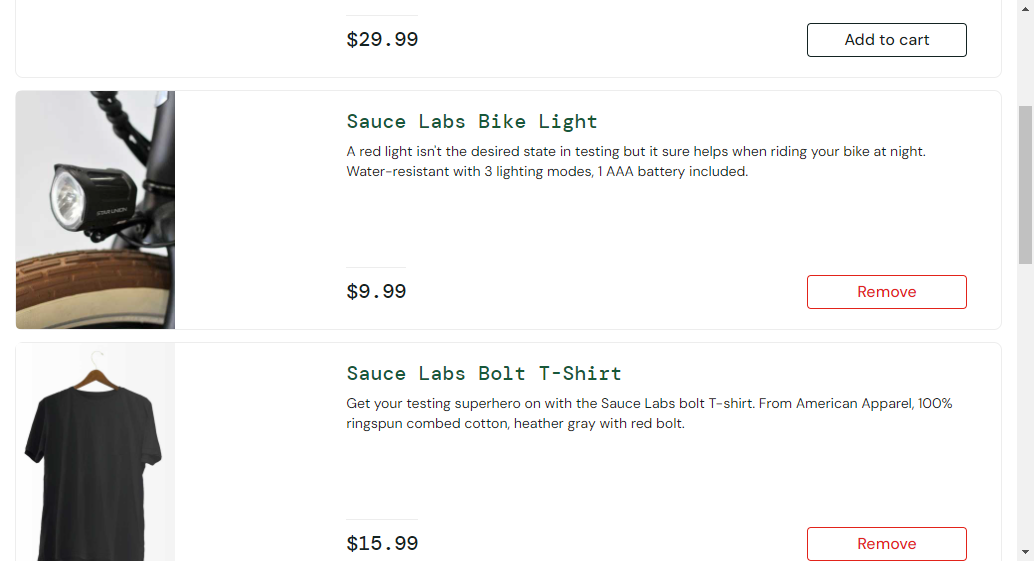 $29.99
Add to cart
Sauce Labs Bike Light
A red light isn't the desired state in testing but it sure helps when riding your bike at night.
Water-resistant with 3 lighting modes, 1 AAA battery included.
$9.99
Remove
Sauce Labs Bolt T-Shirt
Get your testing superhero on with the Sauce Labs bolt T-shirt. From American Apparel, 100%
ringspun combed cotton, heather gray with red bolt.
$15.99
Remove